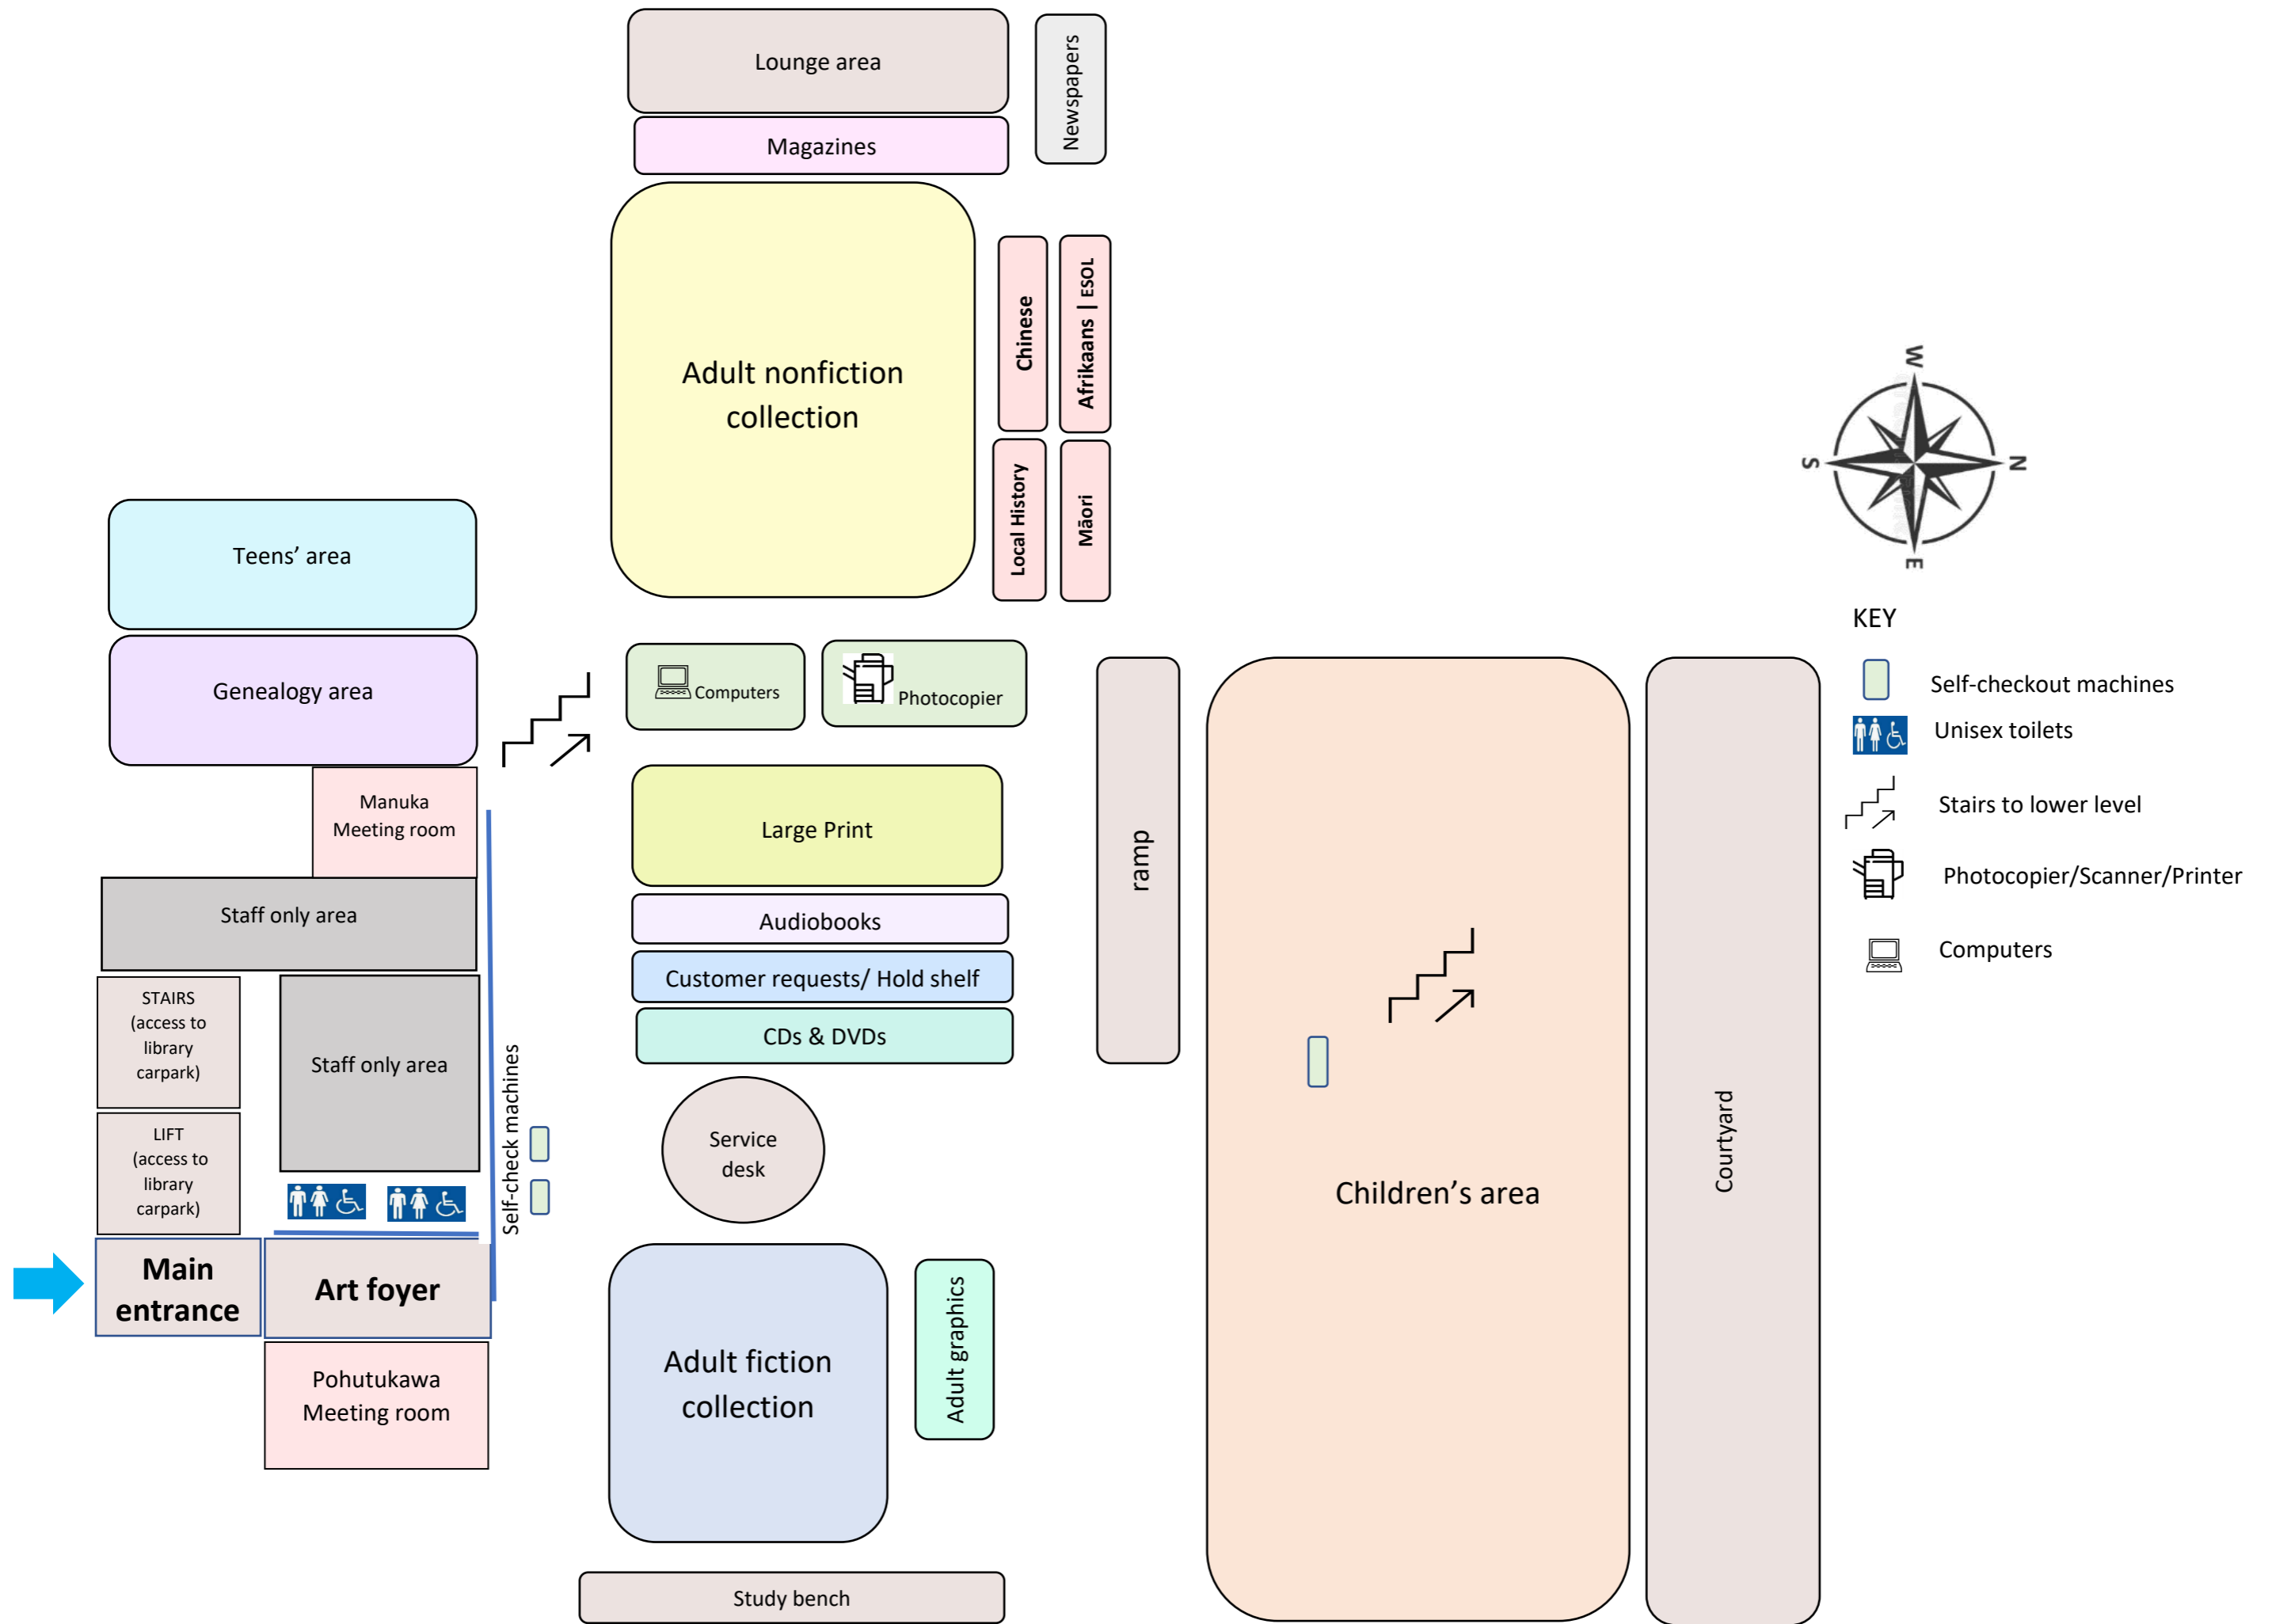 Lounge area
Newspapers
Magazines
Adult nonfiction
collection
Chinese
Afrikaans | ESOL
Local History
Māori
W
S
N
E
Teens' area
Genealogy area
Computers
Photocopier
Manuka
Meeting room
Large Print
Staff only area
Audiobooks
Customer requests/ Hold shelf
CDs & DVDs
STAIRS
(access to
library
carpark)
Staff only area
LIFT
(access to
library
carpark)
Self-check machines
Service
desk
Main
entrance
Art foyer
Pohutukawa
Meeting room
Adult fiction
collection
Adult graphics
Study bench
ramp
Children's area
Courtyard
KEY
Self-checkout machines
Unisex toilets
Stairs to lower level
Photocopier/Scanner/Printer
Computers